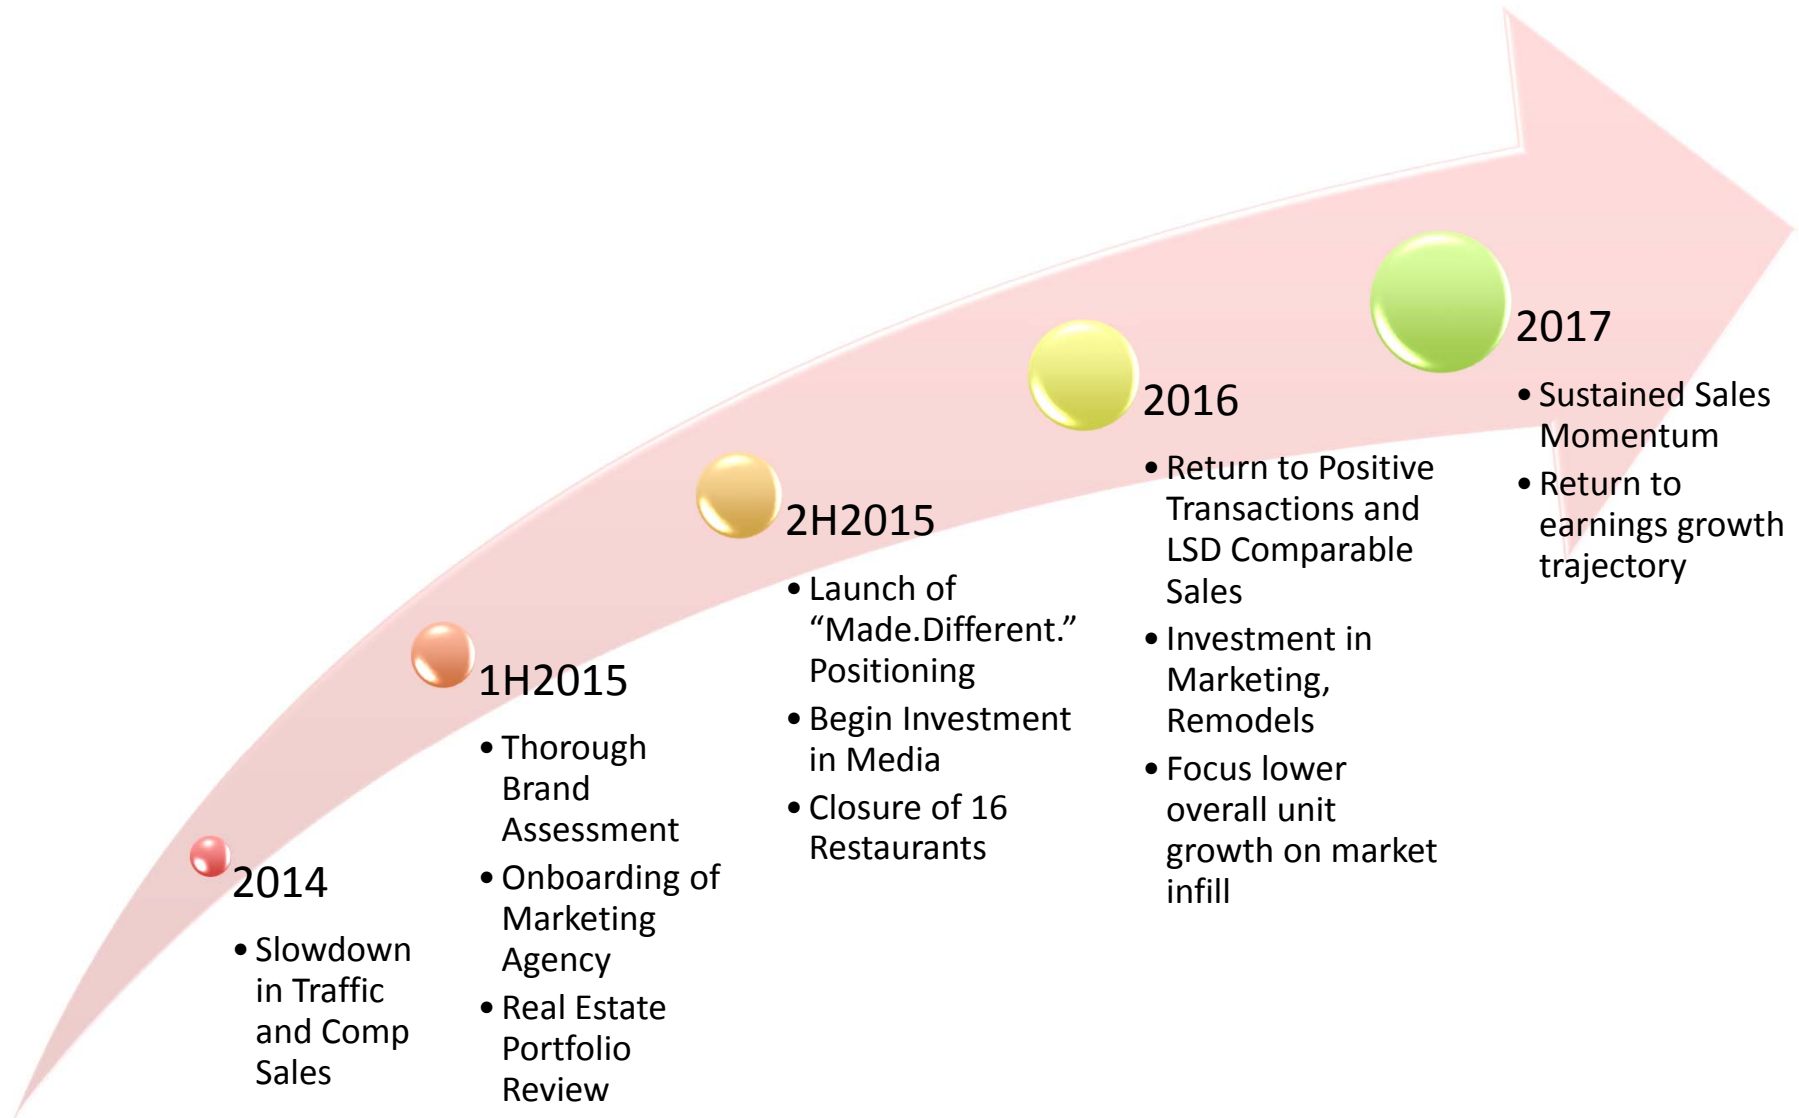 2014
• Slowdown
in Traffic
and Comp
Sales
1H2015
• Thorough
Brand
Assessment
• Onboarding of
Marketing
Agency
• Real Estate
Portfolio
Review
2H2015
• Launch of
“Made.Different.”
Positioning
• Begin Investment
in Media
• Closure of 16
Restaurants
2016
• Return to Positive
Transactions and
LSD Comparable
Sales
• Investment in
Marketing,
Remodels
• Focus lower
overall unit
growth on market
infill
2017
• Sustained Sales
Momentum
• Return to
earnings growth
trajectory